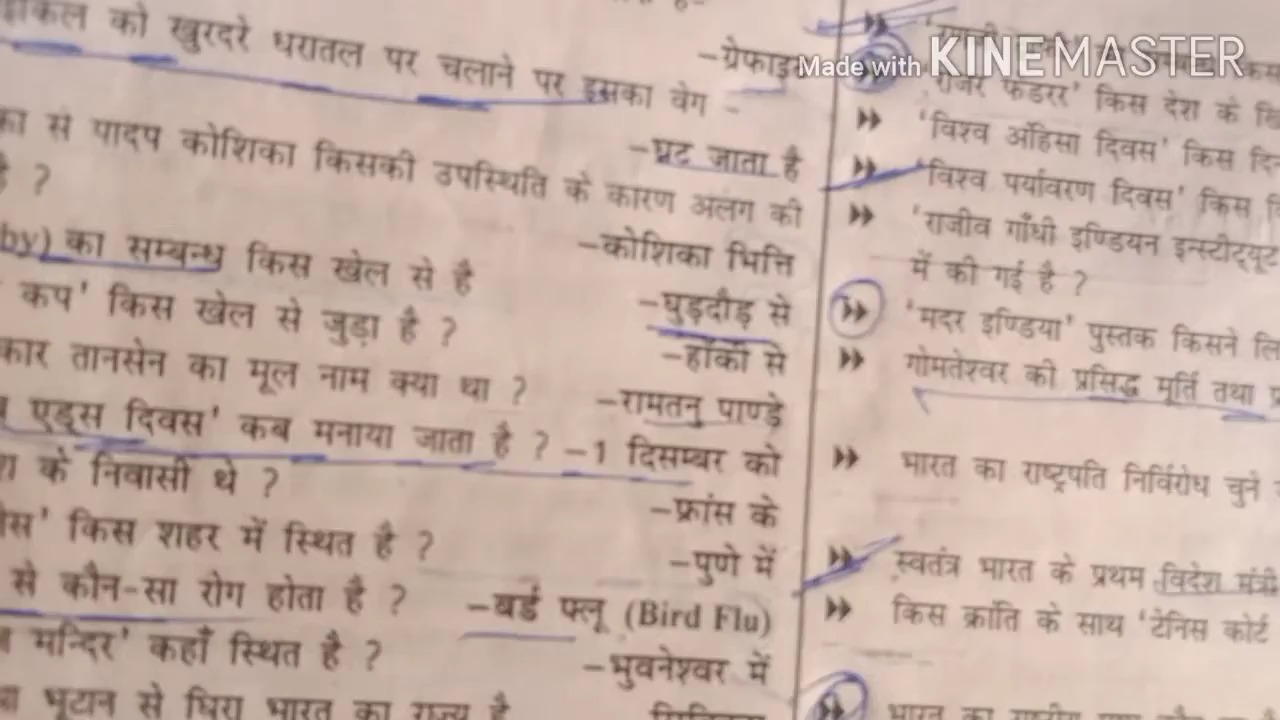 को खुरदरे धरातल पर चलाने पर इसका वेग -
-घट जाता है
से पादप कोशिका किसकी उपस्थिति के कारण अलग की
है ?
-कोशिका भित्ति
by) का सम्बन्ध किस खेल से है
-घुड़दौड़ से
कप' किस खेल से जुड़ा है ?
-हॉकी से
कार तानसेन का मूल नाम क्या था ?
-रामतनु पाण्डे
एड्स दिवस' कब मनाया जाता है ? -1 दिसम्बर को
के निवासी थे ?
-फ्रांस के
किस शहर में स्थित है ?
-पुणे में
से कौन-सा रोग होता है ? -बर्ड फ्लू (Bird Flu)
मन्दिर' कहाँ स्थित है ?
-भुवनेश्वर में
भूटान से घिरा भारत का राज्य है
Made with KINEMASTER
फेडरर' किस देश के
'विश्व अहिंसा दिवस' किस
'विश्व पर्यावरण दिवस' किस
'राजीव गाँधी इण्डियन इन्स्टीट्यूट
में की गई है ?
'मदर इण्डिया' पुस्तक किसने
गोमतेश्वर की प्रसिद्ध मूर्ति तथा
भारत का राष्ट्रपति निर्विरोध चुने
स्वतंत्र भारत के प्रथम विदेश मंत्री
किस क्रांति के साथ 'टेनिस कोर्ट
भारत का